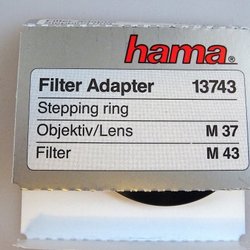 hama®
Filter Adapter 13743
Stepping ring
Objektiv/Lens M 37
Filter M 43